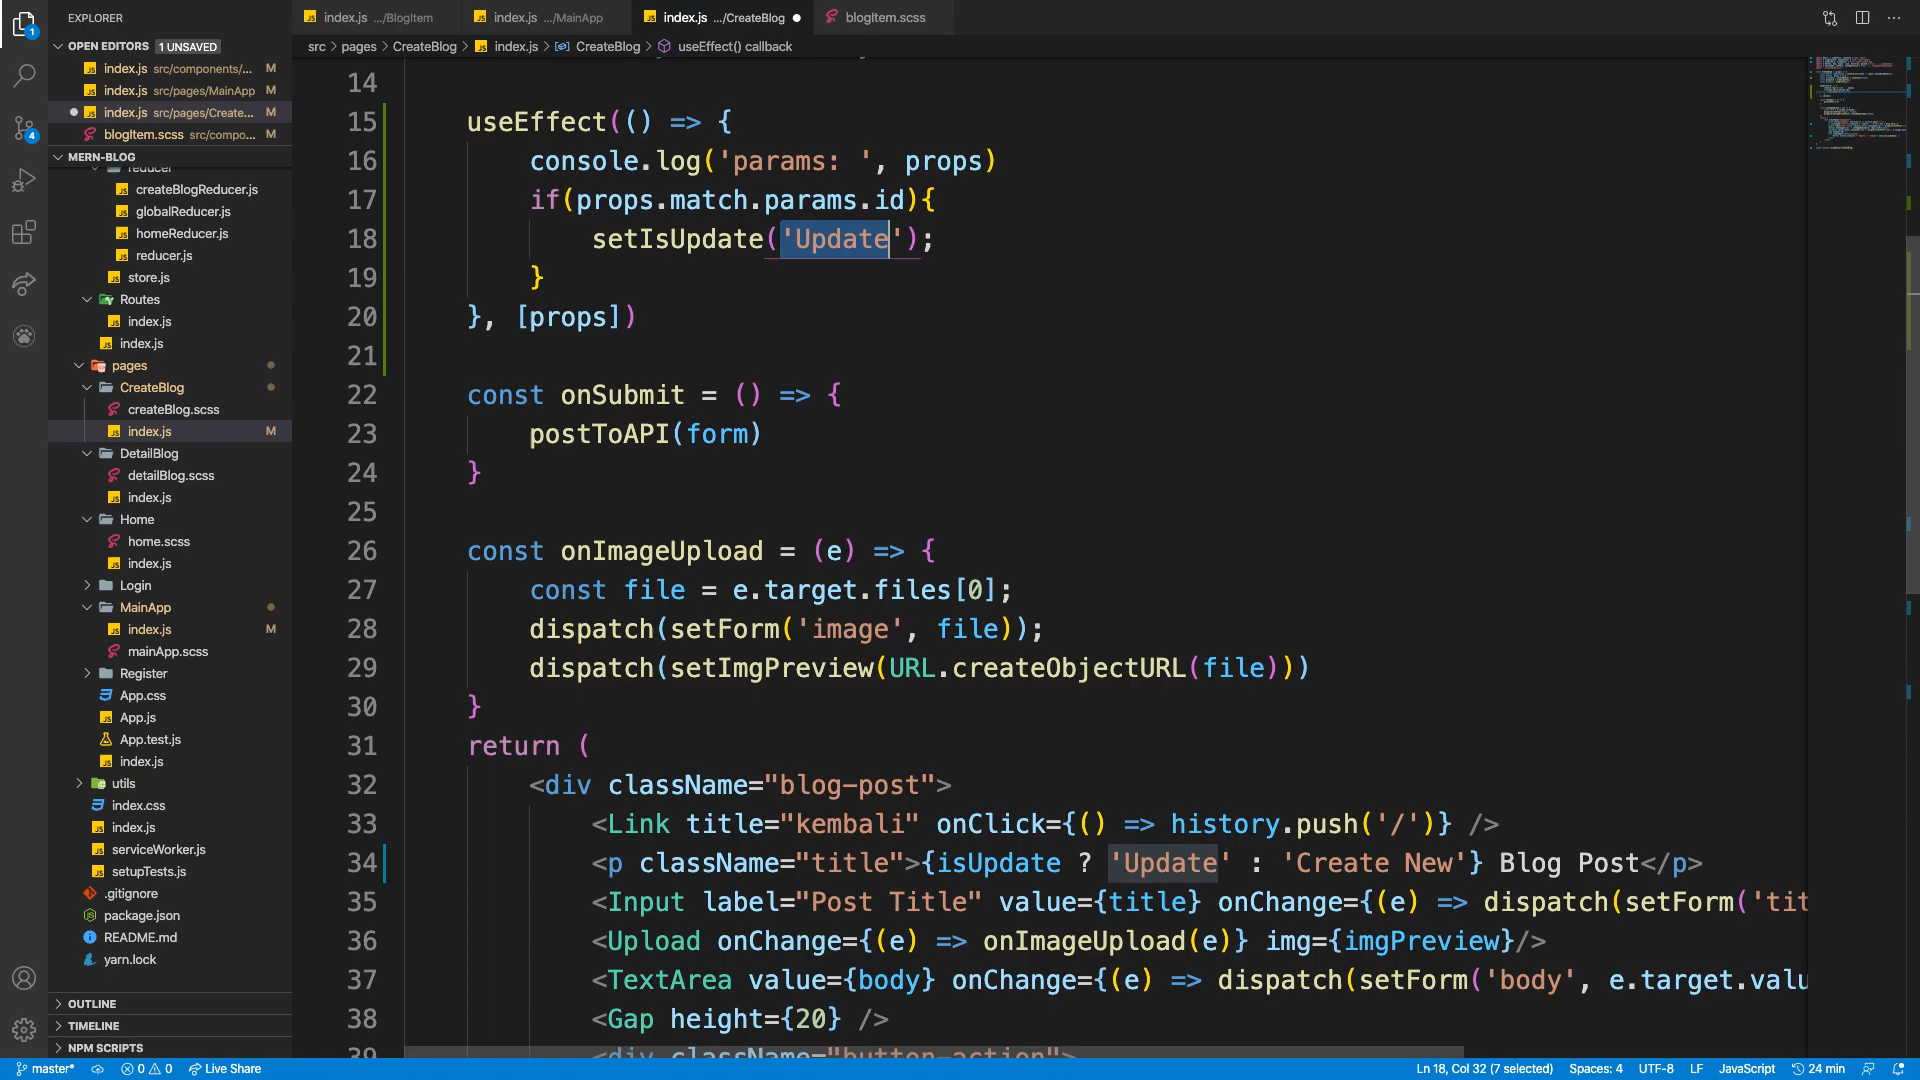 EXPLORER
index.js .../BlogItem
index.js .../MainApp
index.js .../CreateBlog
blogItem.scss
src > pages > CreateBlog > index.js > CreateBlog > useEffect() callback
OPEN EDITORS 1 UNSAVED
index.js src/components/... M
index.js src/pages/MainApp M
index.js src/pages/Create...
blogItem.scss src/compo... M
MERN-BLOG
reducer
createBlogReducer.js
globalReducer.js
homeReducer.js
reducer.js
store.js
Routes
index.js
index.js
pages
CreateBlog
createBlog.scss
index.js M
DetailBlog
detailBlog.scss
index.js
Home
home.scss
index.js
Login
MainApp
index.js M
mainApp.scss
Register
App.css
App.js
App.test.js
index.js
utils
index.css
index.js
serviceWorker.js
setupTests.js
.gitignore
package.json
README.md
yarn.lock
OUTLINE
TIMELINE
NPM SCRIPTS
1
4
14
15 useEffect(() => {
16 console.log('params: ', props)
17 if(props.match.params.id){
18 setIsUpdate('Update');
19 }
20 }, [props])
21
22 const onSubmit = () => {
23 postToAPI(form)
24 }
25
26 const onImageUpload = (e) => {
27 const file = e.target.files[0];
28 dispatch(setForm('image', file));
29 dispatch(setImgPreview(URL.createObjectURL(file)))
30 }
31 return (
32 <div className="blog-post">
33 <Link title="kembali" onClick={() => history.push('/')} />
34 <p className="title">{isUpdate ? 'Update' : 'Create New'} Blog Post</p>
35 <Input label="Post Title" value={title} onChange={(e) => dispatch(setForm('tit
36 <Upload onChange={(e) => onImageUpload(e)} img={imgPreview}/>
37 <TextArea value={body} onChange={(e) => dispatch(setForm('body', e.target.valu
38 <Gap height={20} />
39 <div className="button-action">
master* 0 0 Live Share
Ln 18, Col 32 (7 selected) Spaces: 4 UTF-8 LF JavaScript 24 min